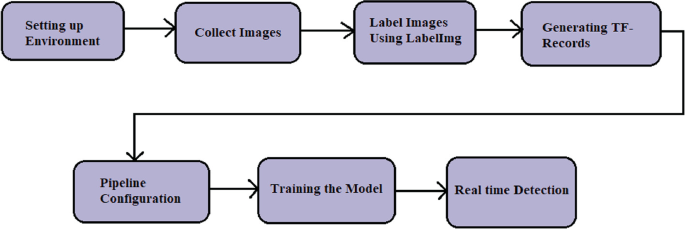 Setting up
Environment
Collect Images
Label Images
Using LabelImg
Generating TF-
Records
Pipeline
Configuration
Training the Model
Real time Detection